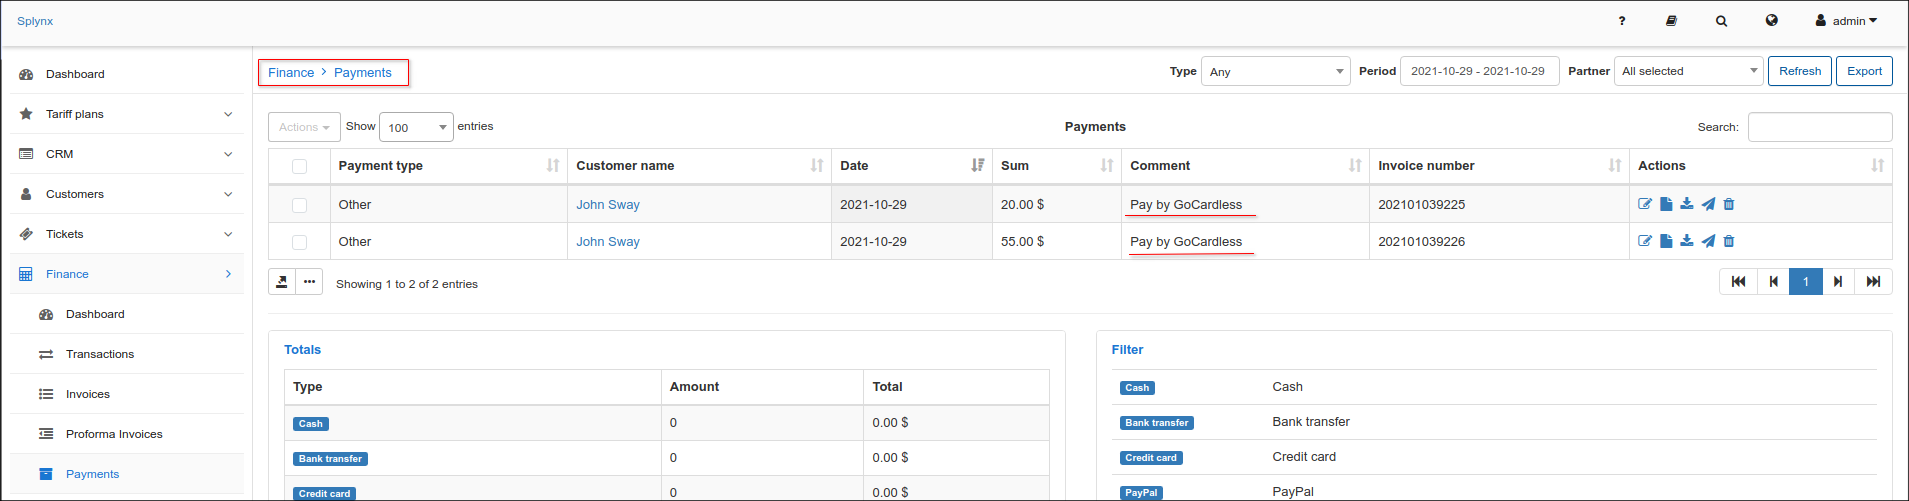 Splynx
? admin
Dashboard
Tariff plans
CRM
Customers
Tickets
Finance
Dashboard
Transactions
Invoices
Proforma Invoices
Payments
Finance > Payments
Type Any Period 2021-10-29 - 2021-10-29 Partner All selected Refresh Export
Actions Show 100 entries Payments Search:
Payment type Customer name Date Sum Comment Invoice number Actions
Other John Sway 2021-10-29 20.00 $ Pay by GoCardless 202101039225
Other John Sway 2021-10-29 55.00 $ Pay by GoCardless 202101039226
Showing 1 to 2 of 2 entries 1
Totals
Type Amount Total
Cash 0 0.00 $
Bank transfer 0 0.00 $
Credit card 0 0.00 $
Filter
Cash Cash
Bank transfer Bank transfer
Credit card Credit card
PayPal PayPal